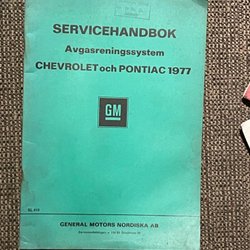 SERVICEHANDBOK
Avgasreningssystem
CHEVROLET och PONTIAC 1977
GM
GENERAL MOTORS NORDISKA AB